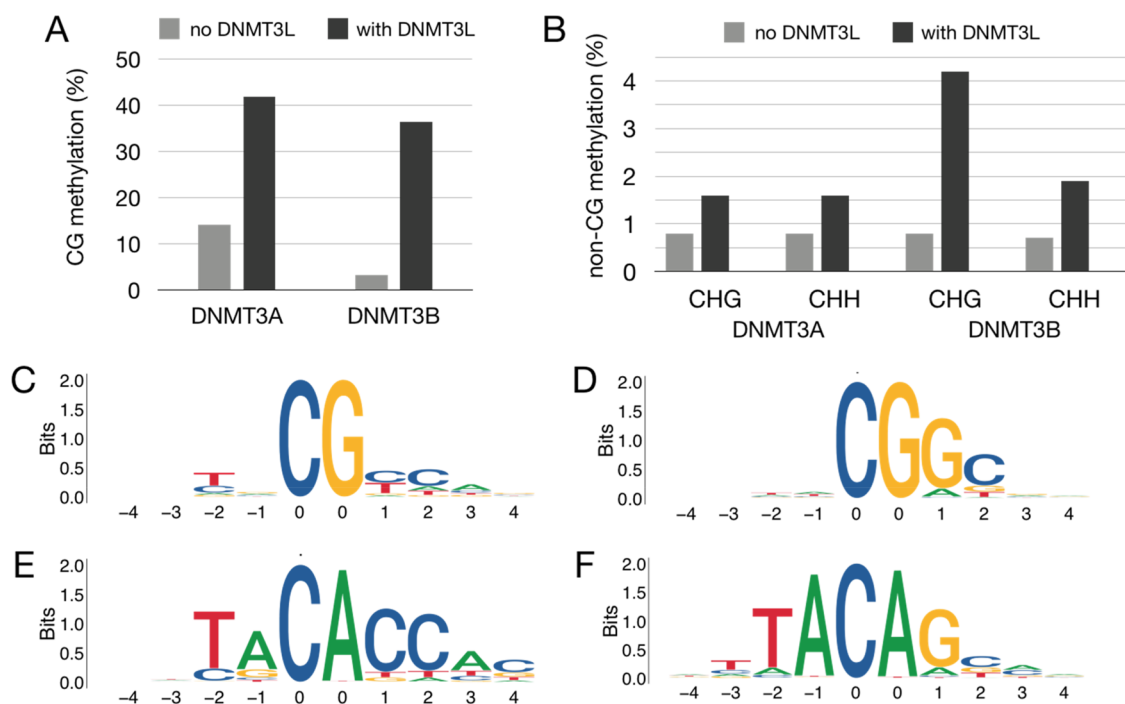 A
no DNMT3L
with DNMT3L
CG methylation (%)
50
40
30
20
10
0
DNMT3A
DNMT3B
B
no DNMT3L
with DNMT3L
non-CG methylation (%)
4
3
2
1
0
CHG
CHH
CHG
CHH
DNMT3A
DNMT3B
C
Bits
2.0
1.5
1.0
0.5
0.0
T
C
CG
C
T
C
A
A
−4 −3 −2 −1 0 0 1 2 3 4
D
Bits
2.0
1.5
1.0
0.5
0.0
CGGC
A
G
T
−4 −3 −2 −1 0 0 1 2 3 4
E
Bits
2.0
1.5
1.0
0.5
0.0
TACACCAC
C
G
T
T
G
A
T
C
G
T
−4 −3 −2 −1 0 0 1 2 3 4
F
Bits
2.0
1.5
1.0
0.5
0.0
TTACAGCA
C
A
A
G
T
C
−4 −3 −2 −1 0 0 1 2 3 4